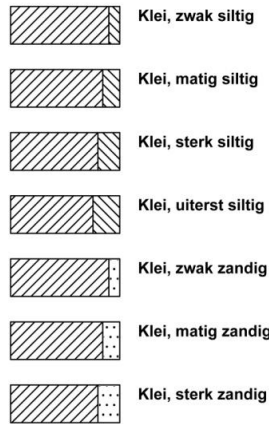 Klei, zwak siltig
Klei, matig siltig
Klei, sterk siltig
Klei, uiterst siltig
Klei, zwak zandig
Klei, matig zandig
Klei, sterk zandig